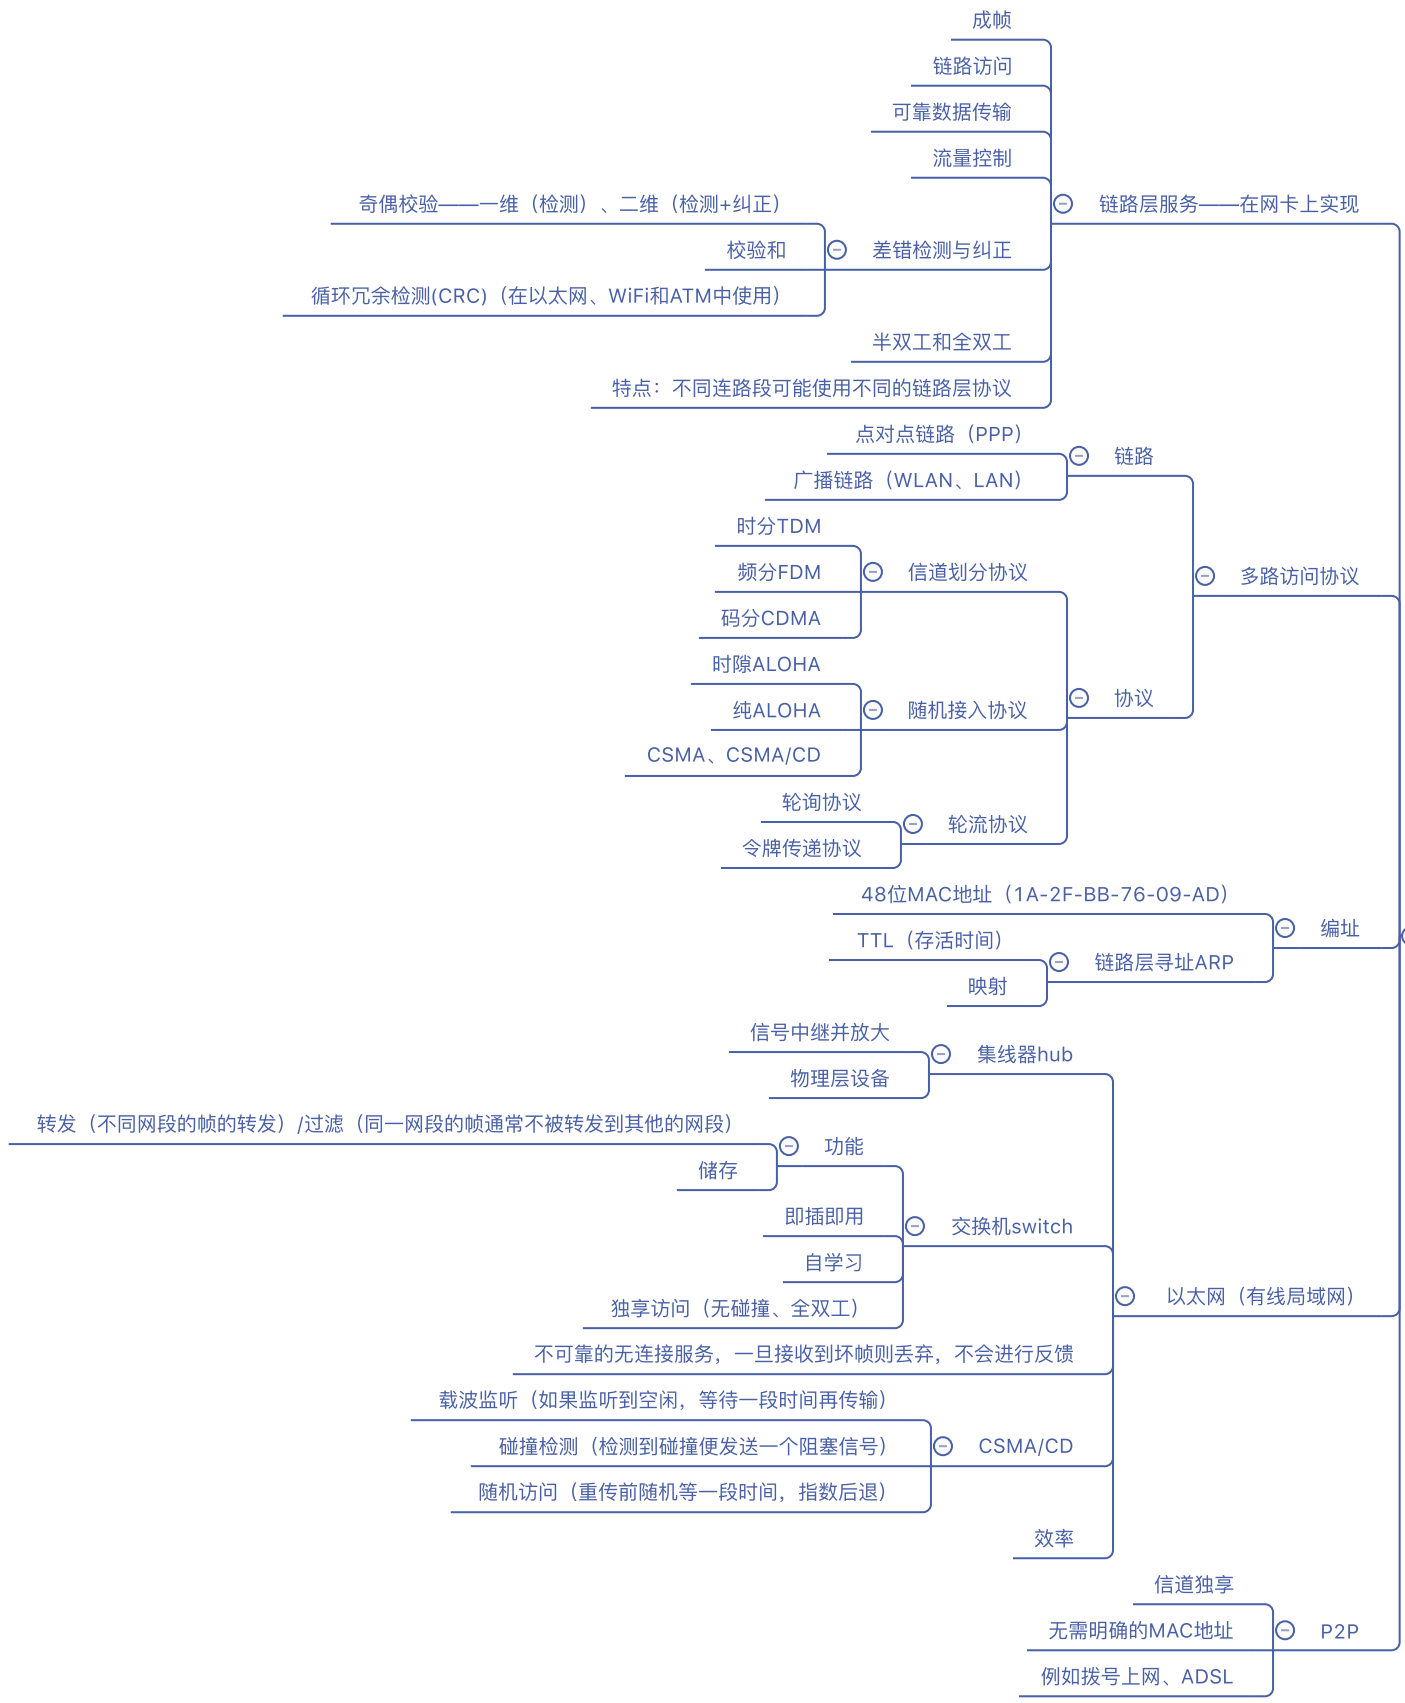 成帧
链路访问
可靠数据传输
流量控制
奇偶校验——一维（检测）、二维（检测+纠正）
校验和
循环冗余检测(CRC)（在以太网、WiFi和ATM中使用）
差错检测与纠正
半双工和全双工
特点：不同连路段可能使用不同的链路层协议
链路层服务——在网卡上实现
点对点链路（PPP）
广播链路（WLAN、LAN）
链路
时分TDM
频分FDM
码分CDMA
信道划分协议
时隙ALOHA
纯ALOHA
CSMA、CSMA/CD
随机接入协议
轮询协议
令牌传递协议
轮流协议
协议
多路访问协议
48位MAC地址（1A-2F-BB-76-09-AD）
TTL（存活时间）
映射
链路层寻址ARP
编址
信号中继并放大
物理层设备
集线器hub
转发（不同网段的帧的转发）/过滤（同一网段的帧通常不被转发到其他的网段）
储存
功能
即插即用
自学习
独享访问（无碰撞、全双工）
交换机switch
不可靠的无连接服务，一旦接收到坏帧则丢弃，不会进行反馈
载波监听（如果监听到空闲，等待一段时间再传输）
碰撞检测（检测到碰撞便发送一个阻塞信号）
随机访问（重传前随机等一段时间，指数后退）
CSMA/CD
效率
以太网（有线局域网）
信道独享
无需明确的MAC地址
例如拨号上网、ADSL
P2P